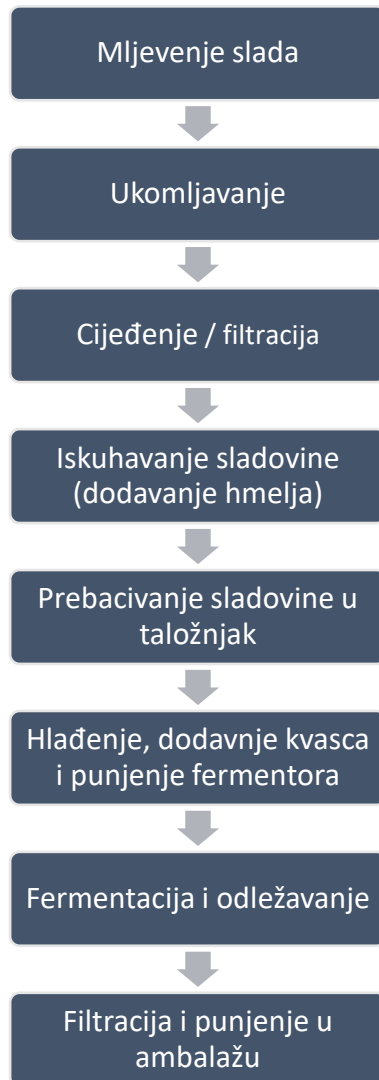 Mljevenje slada
Ukomljavanje
Cijeđenje / filtracija
Iskuhavanje sladovine
(dodavanje hmelja)
Prebacivanje sladovine u
taložnjak
Hlađenje, dodavnje kvasca
i punjenje fermentora
Fermentacija i odležavanje
Filtracija i punjenje u
ambalažu